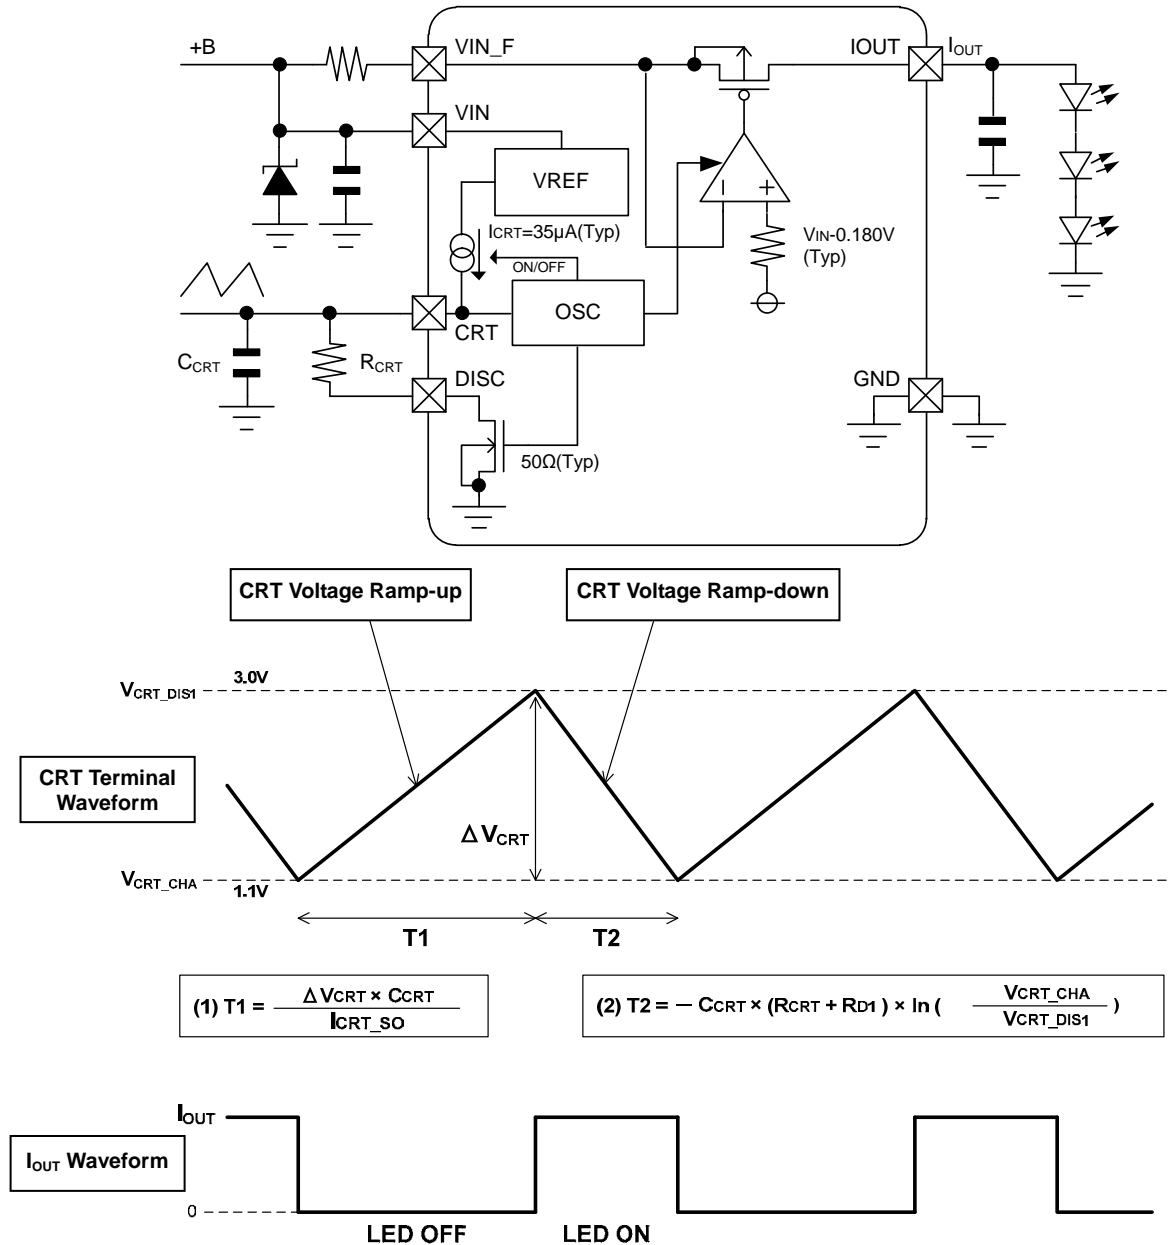 +B
VIN_F
IOUT
IOUT
VIN
VREF
ICRT=35μA(Typ)
ON/OFF
VIN-0.180V
(Typ)
OSC
CRT
CCRT
RCRT
DISC
GND
50Ω(Typ)
CRT Voltage Ramp-up
CRT Voltage Ramp-down
VCRT_DIS1
3.0V
CRT Terminal
Waveform
Δ VCRT
VCRT_CHA
1.1V
T1
T2
(1) T1 = Δ VCRT × CCRT / ICRT_SO
(2) T2 = – CCRT × (RCRT + RD1 ) × ln ( VCRT_CHA / VCRT_DIS1 )
IOUT
IOUT Waveform
0
LED OFF
LED ON